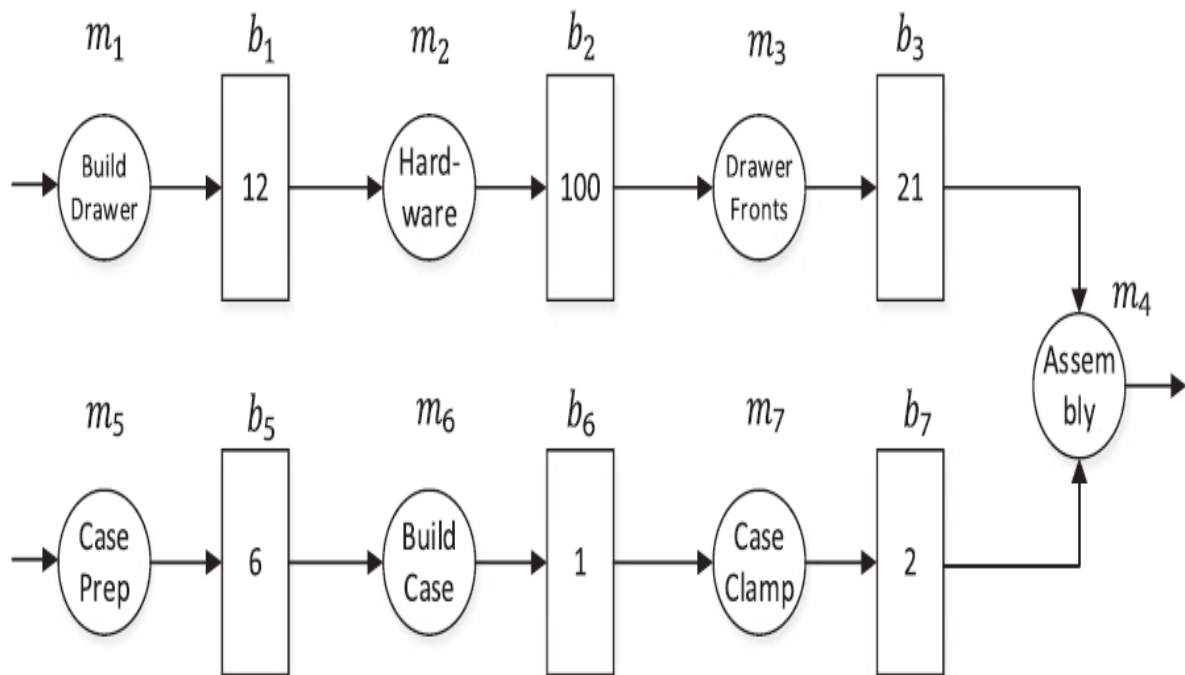 m₁ b₁ m₂ b₂ m₃ b₃
Build
Drawer
12
Hard-
ware
100
Drawer
Fronts
21
m₄
Assem
bly
m₅ b₅ m₆ b₆ m₇ b₇
Case
Prep
6
Build
Case
1
Case
Clamp
2